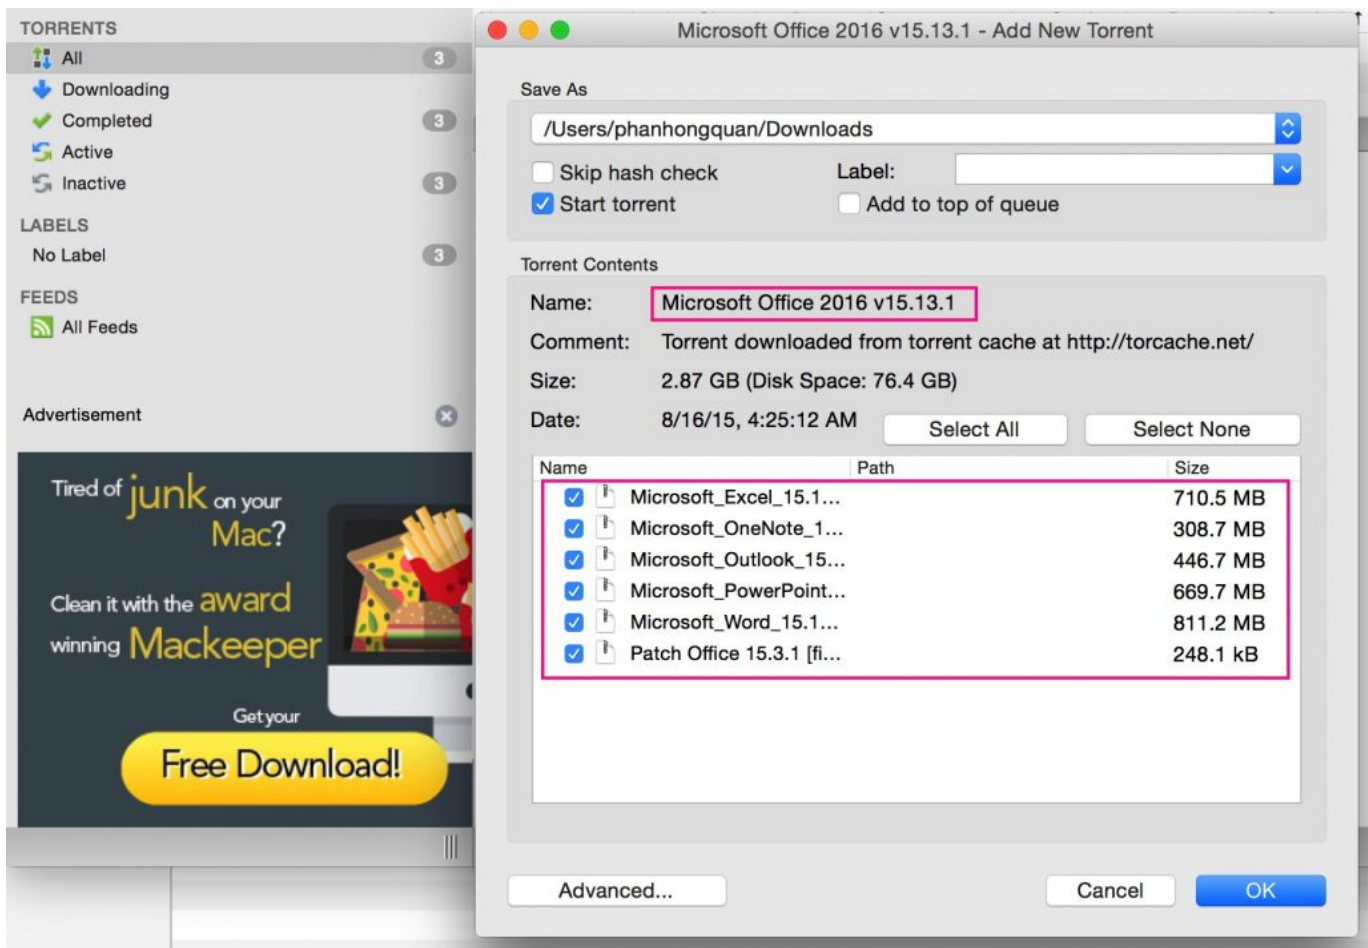 TORRENTS
All 3
Downloading
Completed 3
Active
Inactive 3
LABELS
No Label 3
FEEDS
All Feeds
Advertisement
Tired of junk on your
Mac?
Clean it with the award
winning Mackeeper
Get your
Free Download!
Microsoft Office 2016 v15.13.1 - Add New Torrent
Save As
/Users/phanhongquan/Downloads
Skip hash check Label:
Start torrent Add to top of queue
Torrent Contents
Name: Microsoft Office 2016 v15.13.1
Comment: Torrent downloaded from torrent cache at http://torcache.net/
Size: 2.87 GB (Disk Space: 76.4 GB)
Date: 8/16/15, 4:25:12 AM Select All Select None
Name Path Size
Microsoft_Excel_15.1... 710.5 MB
Microsoft_OneNote_1... 308.7 MB
Microsoft_Outlook_15... 446.7 MB
Microsoft_PowerPoint... 669.7 MB
Microsoft_Word_15.1... 811.2 MB
Patch Office 15.3.1 [fi... 248.1 kB
Advanced... Cancel OK